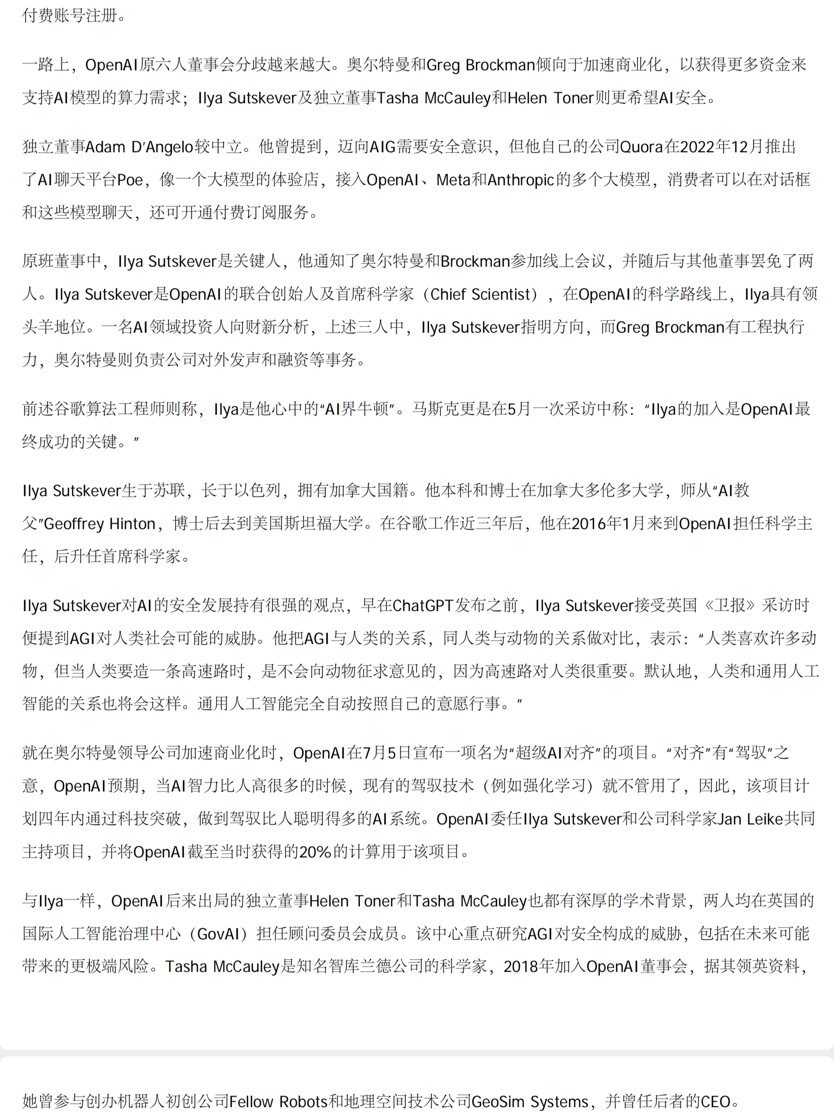 付费账号注册。
一路上，OpenAI原六人董事会分歧越来越大。奥尔特曼和Greg Brockman倾向于加速商业化，以获得更多资金来
支持AI模型的算力需求；Ilya Sutskever及独立董事Tasha McCauley和Helen Toner则更希望AI安全。
独立董事Adam D’Angelo较中立。他曾提到，迈向AIG需要安全意识，但他自己的公司Quora在2022年12月推出
了AI聊天平台Poe，像一个大模型的体验店，接入OpenAI、Meta和Anthropic的多个大模型，消费者可以在对话框
和这些模型聊天，还可开通付费订阅服务。
原班董事中，Ilya Sutskever是关键人，他通知了奥尔特曼和Brockman参加线上会议，并随后与其他董事罢免了两
人。Ilya Sutskever是OpenAI的联合创始人及首席科学家（Chief Scientist），在OpenAI的科学路线上，Ilya具有领
头羊地位。一名AI领域投资人向财新分析，上述三人中，Ilya Sutskever指明方向，而Greg Brockman有工程执行
力，奥尔特曼则负责公司对外发声和融资等事务。
前述谷歌算法工程师则称，Ilya是他心中的“AI界牛顿”。马斯克更是在5月一次采访中称：“Ilya的加入是OpenAI最
终成功的关键。”
Ilya Sutskever生于苏联，长于以色列，拥有加拿大国籍。他本科和博士在加拿大多伦多大学，师从“AI教
父”Geoffrey Hinton，博士后去到美国斯坦福大学。在谷歌工作近三年后，他在2016年1月来到OpenAI担任科学主
任，后升任首席科学家。
Ilya Sutskever对AI的安全发展持有很强的观点，早在ChatGPT发布之前，Ilya Sutskever接受英国《卫报》采访时
便提到AGI对人类社会可能的威胁。他把AGI与人类的关系，同人类与动物的关系做对比，表示：“人类喜欢许多动
物，但当人类要造一条高速路时，是不会向动物征求意见的，因为高速路对人类很重要。默认地，人类和通用人工
智能的关系也将会这样。通用人工智能完全自动按照自己的意愿行事。”
就在奥尔特曼领导公司加速商业化时，OpenAI在7月5日宣布一项名为“超级AI对齐”的项目。“对齐”有“驾驭”之
意，OpenAI预期，当AI智力比人高很多的时候，现有的驾驭技术（例如强化学习）就不管用了，因此，该项目计
划四年内通过科技突破，做到驾驭比人聪明得多的AI系统。OpenAI委任Ilya Sutskever和公司科学家Jan Leike共同
主持项目，并将OpenAI截至当时获得的20%的计算用于该项目。
与Ilya一样，OpenAI后来出局的独立董事Helen Toner和Tasha McCauley也都有深厚的学术背景，两人均在英国的
国际人工智能治理中心（GovAI）担任顾问委员会成员。该中心重点研究AGI对安全构成的威胁，包括在未来可能
带来的更极端风险。Tasha McCauley是知名智库兰德公司的科学家，2018年加入OpenAI董事会，据其领英资料，
她曾参与创办机器人初创公司Fellow Robots和地理空间技术公司GeoSim Systems，并曾任后者的CEO。